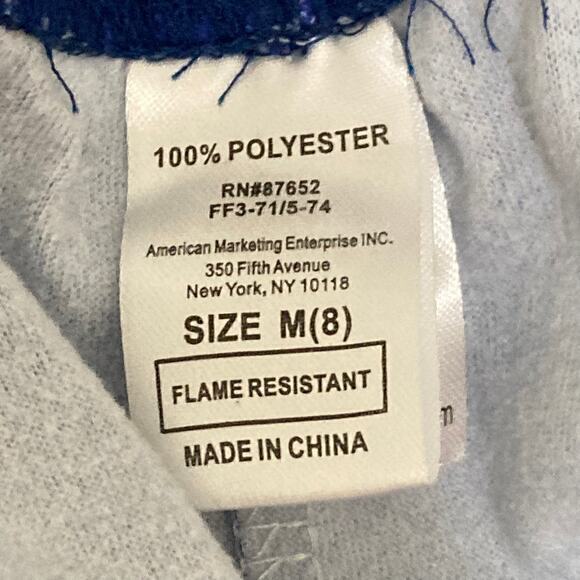 100% POLYESTER
RN#87652
FF3-71/5-74
American Marketing Enterprise INC.
350 Fifth Avenue
New York, NY 10118
SIZE M(8)
FLAME RESISTANT
MADE IN CHINA